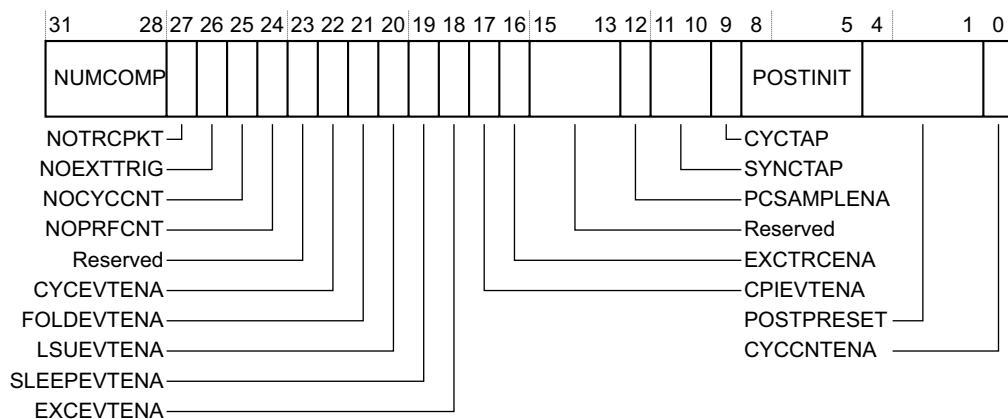 31 28 27 26 25 24 23 22 21 20 19 18 17 16 15 13 12 11 10 9 8 5 4 1 0
NUMCOMP POSTINIT
NOTRCPKT CYCTAP
NOEXTTRIG SYNCTAP
NOCYCCNT PCSAMPLENA
NOPRFCNT Reserved
Reserved EXCTRCENA
CYCEVTENA CPIEVTENA
FOLDEVTENA POSTPRESET
LSUEVTENA CYCCNTENA
SLEEPEVTENA
EXCEVTENA